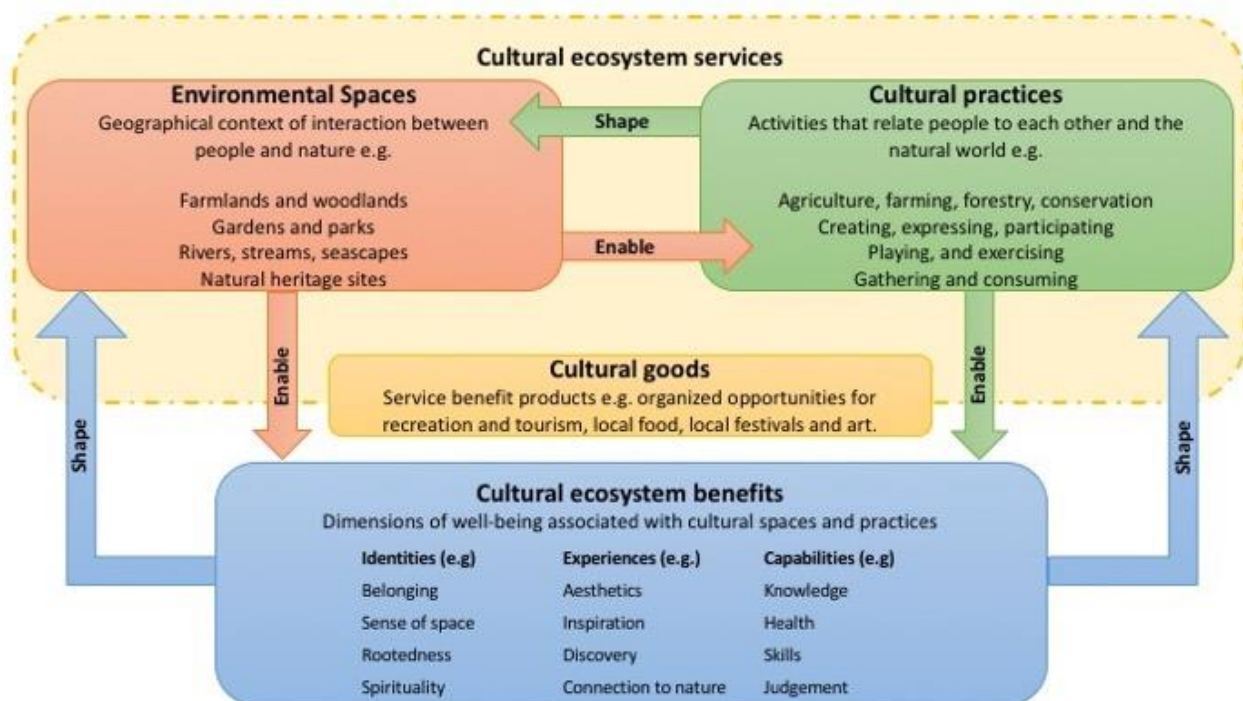 Cultural ecosystem services
Environmental Spaces
Geographical context of interaction between
people and nature e.g.
Farmlands and woodlands
Gardens and parks
Rivers, streams, seascapes
Natural heritage sites
Shape
Enable
Cultural practices
Activities that relate people to each other and the
natural world e.g.
Agriculture, farming, forestry, conservation
Creating, expressing, participating
Playing, and exercising
Gathering and consuming
Shape
Enable
Cultural goods
Service benefit products e.g. organized opportunities for
recreation and tourism, local food, local festivals and art.
Enable
Shape
Cultural ecosystem benefits
Dimensions of well-being associated with cultural spaces and practices
Identities (e.g)
Belonging
Sense of space
Rootedness
Spirituality
Experiences (e.g.)
Aesthetics
Inspiration
Discovery
Connection to nature
Capabilities (e.g)
Knowledge
Health
Skills
Judgement